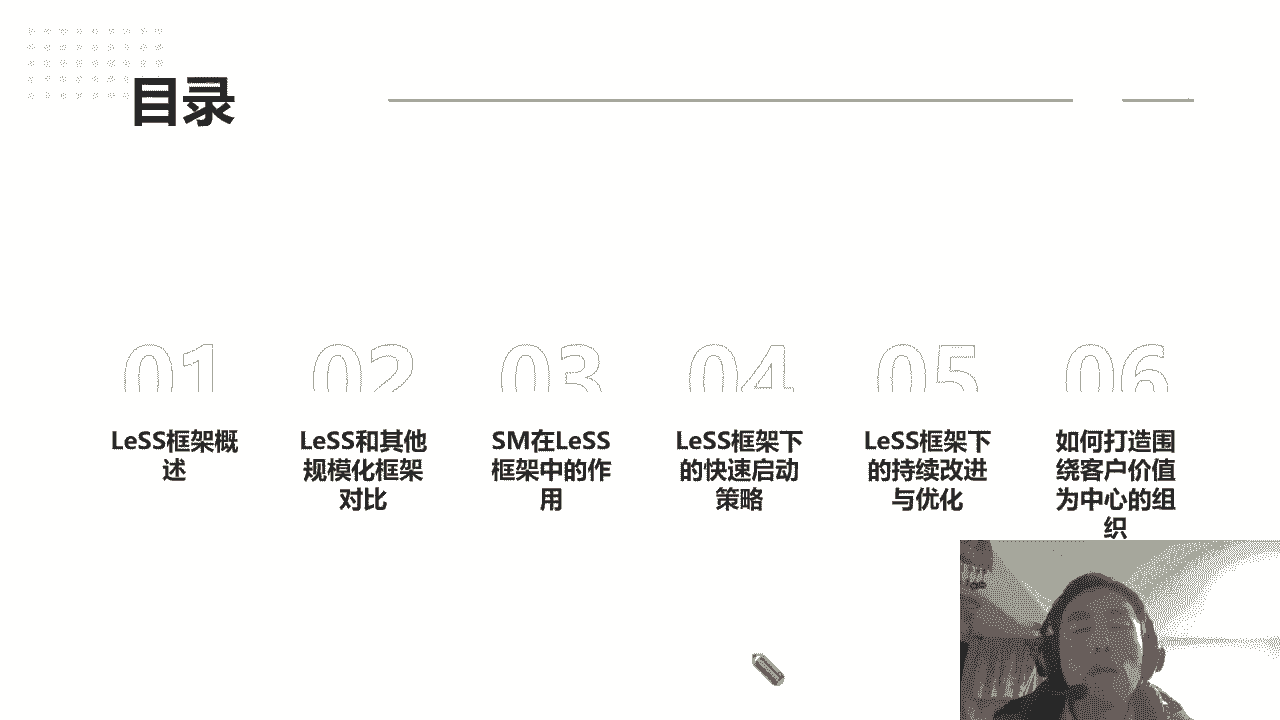 目录
01
02
03
04
05
06
LeSS框架概
述
LeSS和其他
规模化框架
对比
SM在LeSS
框架中的作
用
LeSS框架下
的快速启动
策略
LeSS框架下
的持续改进
与优化
如何打造围
绕客户价值
为中心的组
织